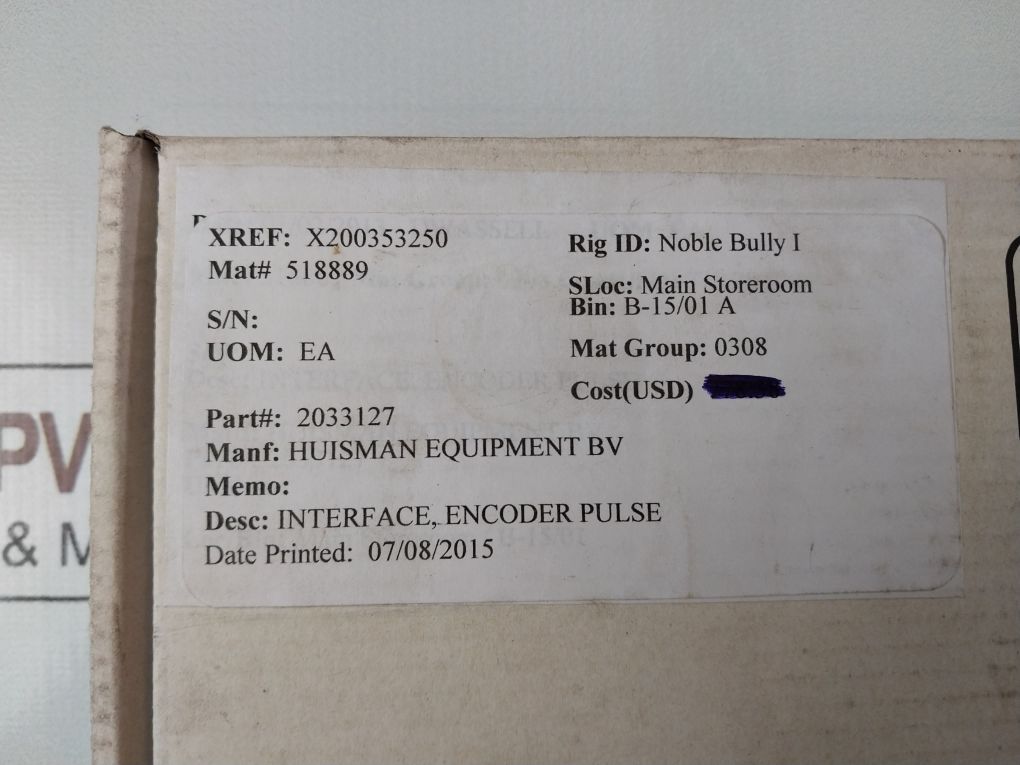 XREF: X200353250
Mat# 518889
S/N:
UOM: EA
Part#: 2033127
Manf: HUISMAN EQUIPMENT BV
Memo:
Desc: INTERFACE, ENCODER PULSE
Date Printed: 07/08/2015
Rig ID: Noble Bully I
SLoc: Main Storeroom
Bin: B-15/01 A
Mat Group: 0308
Cost(USD)
PV
& M